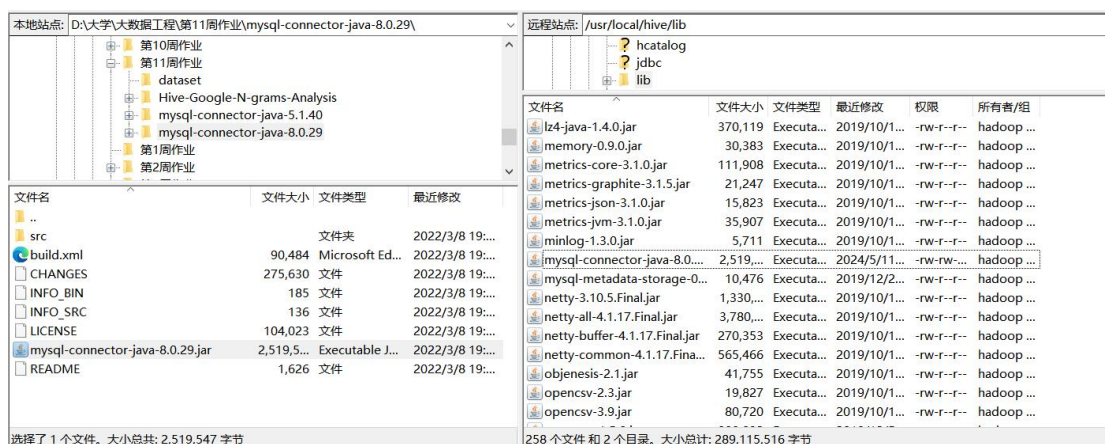 本地站点: D:\大学\大数据工程\第11周作业\mysql-connector-java-8.0.29\
第10周作业
第11周作业
dataset
Hive-Google-N-grams-Analysis
mysql-connector-java-5.1.40
mysql-connector-java-8.0.29
第1周作业
第2周作业
文件名 文件大小 文件类型 最近修改
..
src 文件夹 2022/3/8 19:...
build.xml 90,484 Microsoft Ed... 2022/3/8 19:...
CHANGES 275,630 文件 2022/3/8 19:...
INFO_BIN 185 文件 2022/3/8 19:...
INFO_SRC 136 文件 2022/3/8 19:...
LICENSE 104,023 文件 2022/3/8 19:...
mysql-connector-java-8.0.29.jar 2,519,5... Executable J... 2022/3/8 19:...
README 1,626 文件 2022/3/8 19:...
选择了 1 个文件。大小总共: 2,519,547 字节
远程站点: /usr/local/hive/lib
hcatalog
jdbc
lib
文件名 文件大小 文件类型 最近修改 权限 所有者/组
lz4-java-1.4.0.jar 370,119 Executa... 2019/10/1... -rw-r--r-- hadoop ...
memory-0.9.0.jar 30,383 Executa... 2019/10/1... -rw-r--r-- hadoop ...
metrics-core-3.1.0.jar 111,908 Executa... 2019/10/1... -rw-r--r-- hadoop ...
metrics-graphite-3.1.5.jar 21,247 Executa... 2019/10/1... -rw-r--r-- hadoop ...
metrics-json-3.1.0.jar 15,823 Executa... 2019/10/1... -rw-r--r-- hadoop ...
metrics-jvm-3.1.0.jar 35,907 Executa... 2019/10/1... -rw-r--r-- hadoop ...
minlog-1.3.0.jar 5,711 Executa... 2019/10/1... -rw-r--r-- hadoop ...
mysql-connector-java-8.0.... 2,519,... Executa... 2024/5/11... -rw-rw-... hadoop ...
mysql-metadata-storage-0... 10,476 Executa... 2019/12/2... -rw-r--r-- hadoop ...
netty-3.10.5.Final.jar 1,330,... Executa... 2019/10/1... -rw-r--r-- hadoop ...
netty-all-4.1.17.Final.jar 3,780,... Executa... 2019/10/1... -rw-r--r-- hadoop ...
netty-buffer-4.1.17.Final.jar 270,353 Executa... 2019/10/1... -rw-r--r-- hadoop ...
netty-common-4.1.17.Fina... 565,466 Executa... 2019/10/1... -rw-r--r-- hadoop ...
objenesis-2.1.jar 41,755 Executa... 2019/10/1... -rw-r--r-- hadoop ...
opencsv-2.3.jar 19,827 Executa... 2019/10/1... -rw-r--r-- hadoop ...
opencsv-3.9.jar 80,720 Executa... 2019/10/1... -rw-r--r-- hadoop ...
258 个文件 和 2 个目录。大小总计: 289,115,516 字节